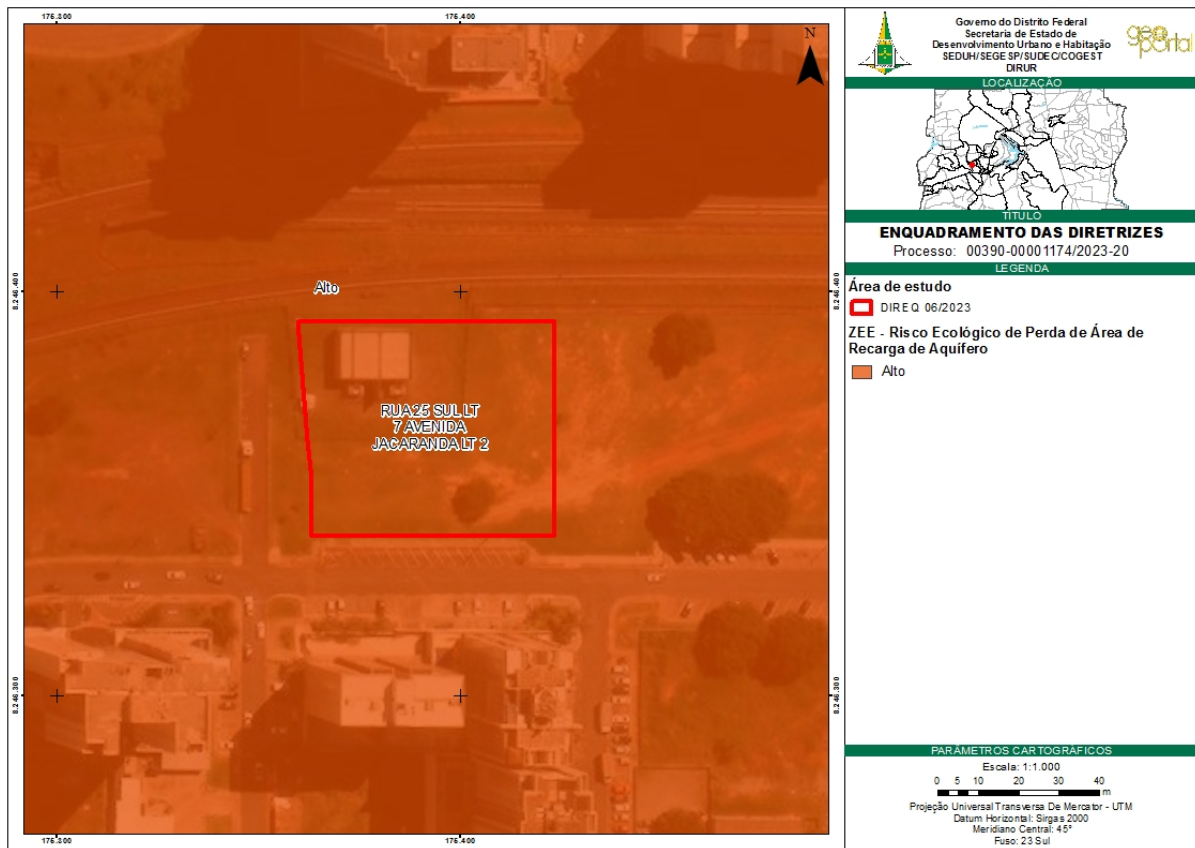 176.300
176.400
N
8.246.400
8.246.400
Alto
RUA 25 SUL LT
7 AVENIDA
JACARANDA LT 2
8.246.300
8.246.300
176.300
176.400
Governo do Distrito Federal
Secretaria de Estado de
Desenvolvimento Urbano e Habitação
SEDUH/SEGESP/SUDEC/COGEST
DIRUR
geoportal
LOCALIZAÇÃO
TÍTULO
ENQUADRAMENTO DAS DIRETRIZES
Processo: 00390-00001174/2023-20
LEGENDA
Área de estudo
DIREQ 06/2023
ZEE - Risco Ecológico de Perda de Área de
Recarga de Aquífero
Alto
PARÂMETROS CARTOGRÁFICOS
Escala: 1:1.000
0 5 10 20 30 40
m
Projeção Universal Transversa De Mercator - UTM
Datum Horizontal: Sirgas 2000
Meridiano Central: 45°
Fuso: 23 Sul